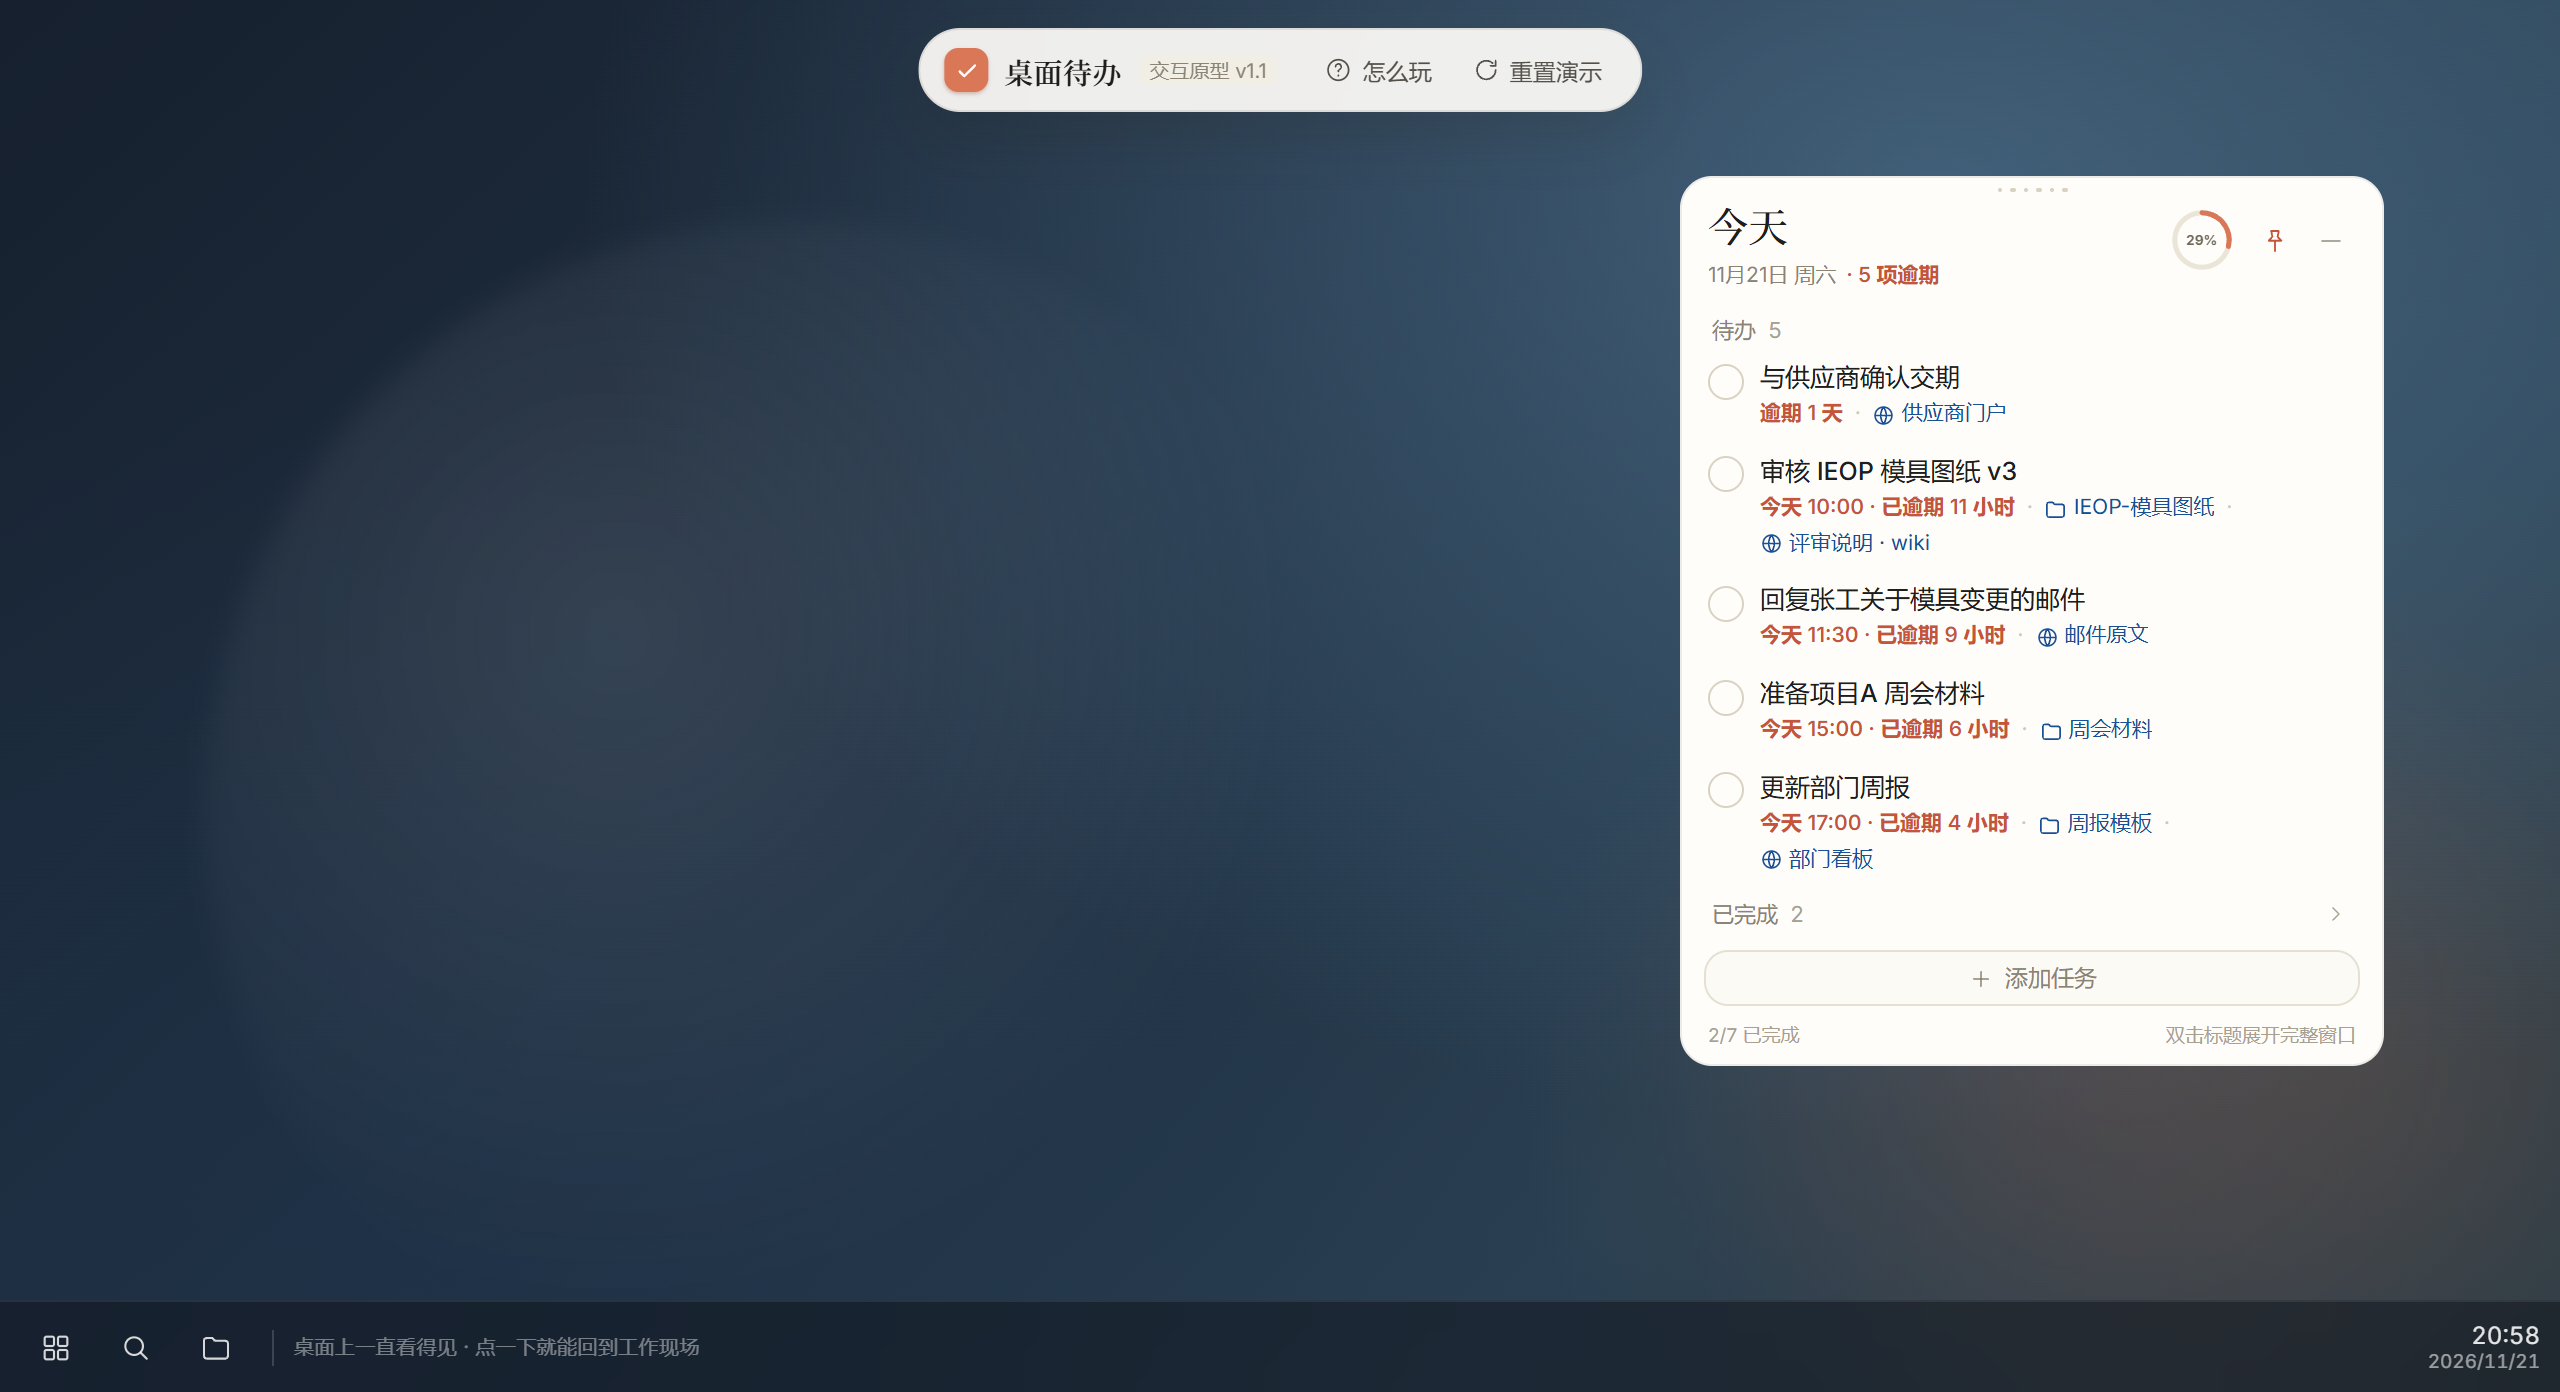 桌面待办 交互原型 v1.1 怎么玩 重置演示
今天
29%
11月21日 周六 · 5 项逾期
待办 5
与供应商确认交期
逾期 1 天 · 供应商门户
审核 IEOP 模具图纸 v3
今天 10:00 · 已逾期 11 小时 · IEOP-模具图纸 ·
评审说明 · wiki
回复张工关于模具变更的邮件
今天 11:30 · 已逾期 9 小时 · 邮件原文
准备项目A 周会材料
今天 15:00 · 已逾期 6 小时 · 周会材料
更新部门周报
今天 17:00 · 已逾期 4 小时 · 周报模板 ·
部门看板
已完成 2
添加任务
2/7 已完成 双击标题展开完整窗口
桌面上一直看得见 · 点一下就能回到工作现场
20:58
2026/11/21